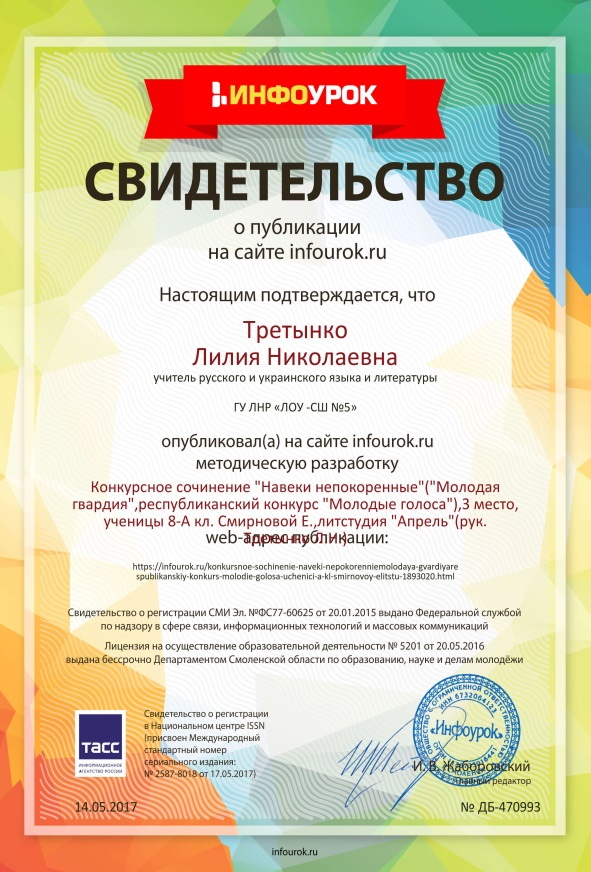 ИНФОУРОК
СВИДЕТЕЛЬСТВО
о публикации
на сайте infourok.ru
Настоящим подтверждается, что
Третынко
Лилия Николаевна
учитель русского и украинского языка и литературы
ГУ ЛНР «ЛОУ -СШ №5»
опубликовал(а) на сайте infourok.ru
методическую разработку
Конкурсное сочинение "Навеки непокоренные"("Молодая
гвардия",республиканский конкурс "Молодые голоса"),3 место,
ученицы 8-А кл. Смирновой Е.,литстудия "Апрель"(рук.
web-адрес публикации:
https://infourok.ru/konkursnoe-sochinenie-naveki-nepokorenniemolodaya-gvardiyare
spublikanskiy-konkurs-molodie-golosa-uchenici-a-kl-smirnovoy-elitstu-1893020.html
Свидетельство о регистрации СМИ Эл. №ФС77-60625 от 20.01.2015 выдано Федеральной службой
по надзору в сфере связи, информационных технологий и массовых коммуникаций
Лицензия на осуществление образовательной деятельности № 5201 от 20.05.2016
выдана бессрочно Департаментом Смоленской области по образованию, науке и делам молодёжи
Свидетельство о регистрации
в Национальном центре ISSN
(присвоен Международный
стандартный номер
сериального издания:
№ 2587-8018 от 17.05.2017)
ТАСС
ИНФОРМАЦИОННОЕ
АГЕНТСТВО РОССИИ
«Инфоурок»
И. В. Жаборовский
главный редактор
14.05.2017
№ ДБ-470993
infourok.ru